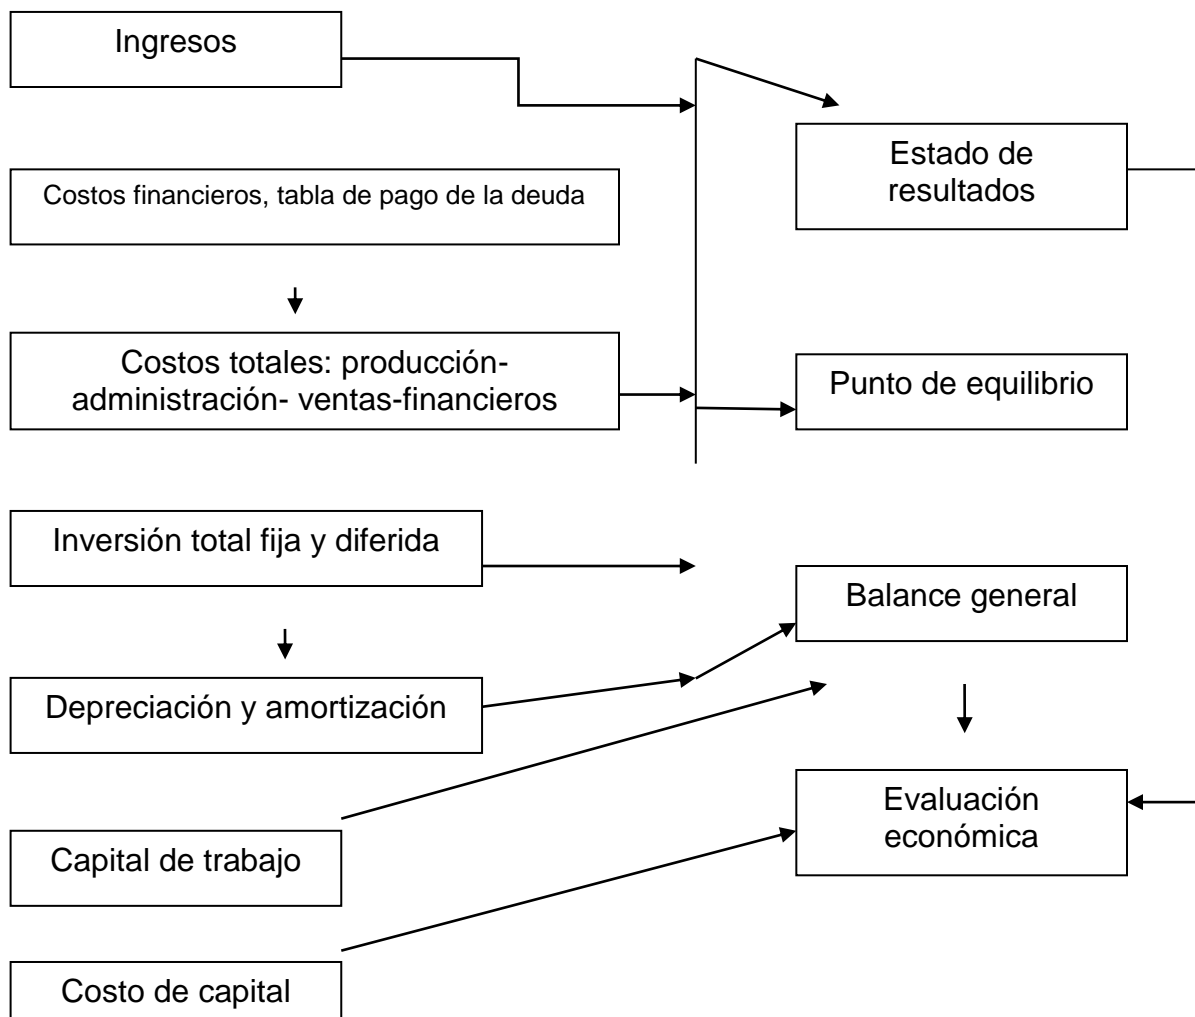 Ingresos
Estado de
resultados
Costos financieros, tabla de pago de la deuda
Costos totales: producción-
administración- ventas-financieros
Punto de equilibrio
Inversión total fija y diferida
Balance general
Depreciación y amortización
Evaluación
económica
Capital de trabajo
Costo de capital